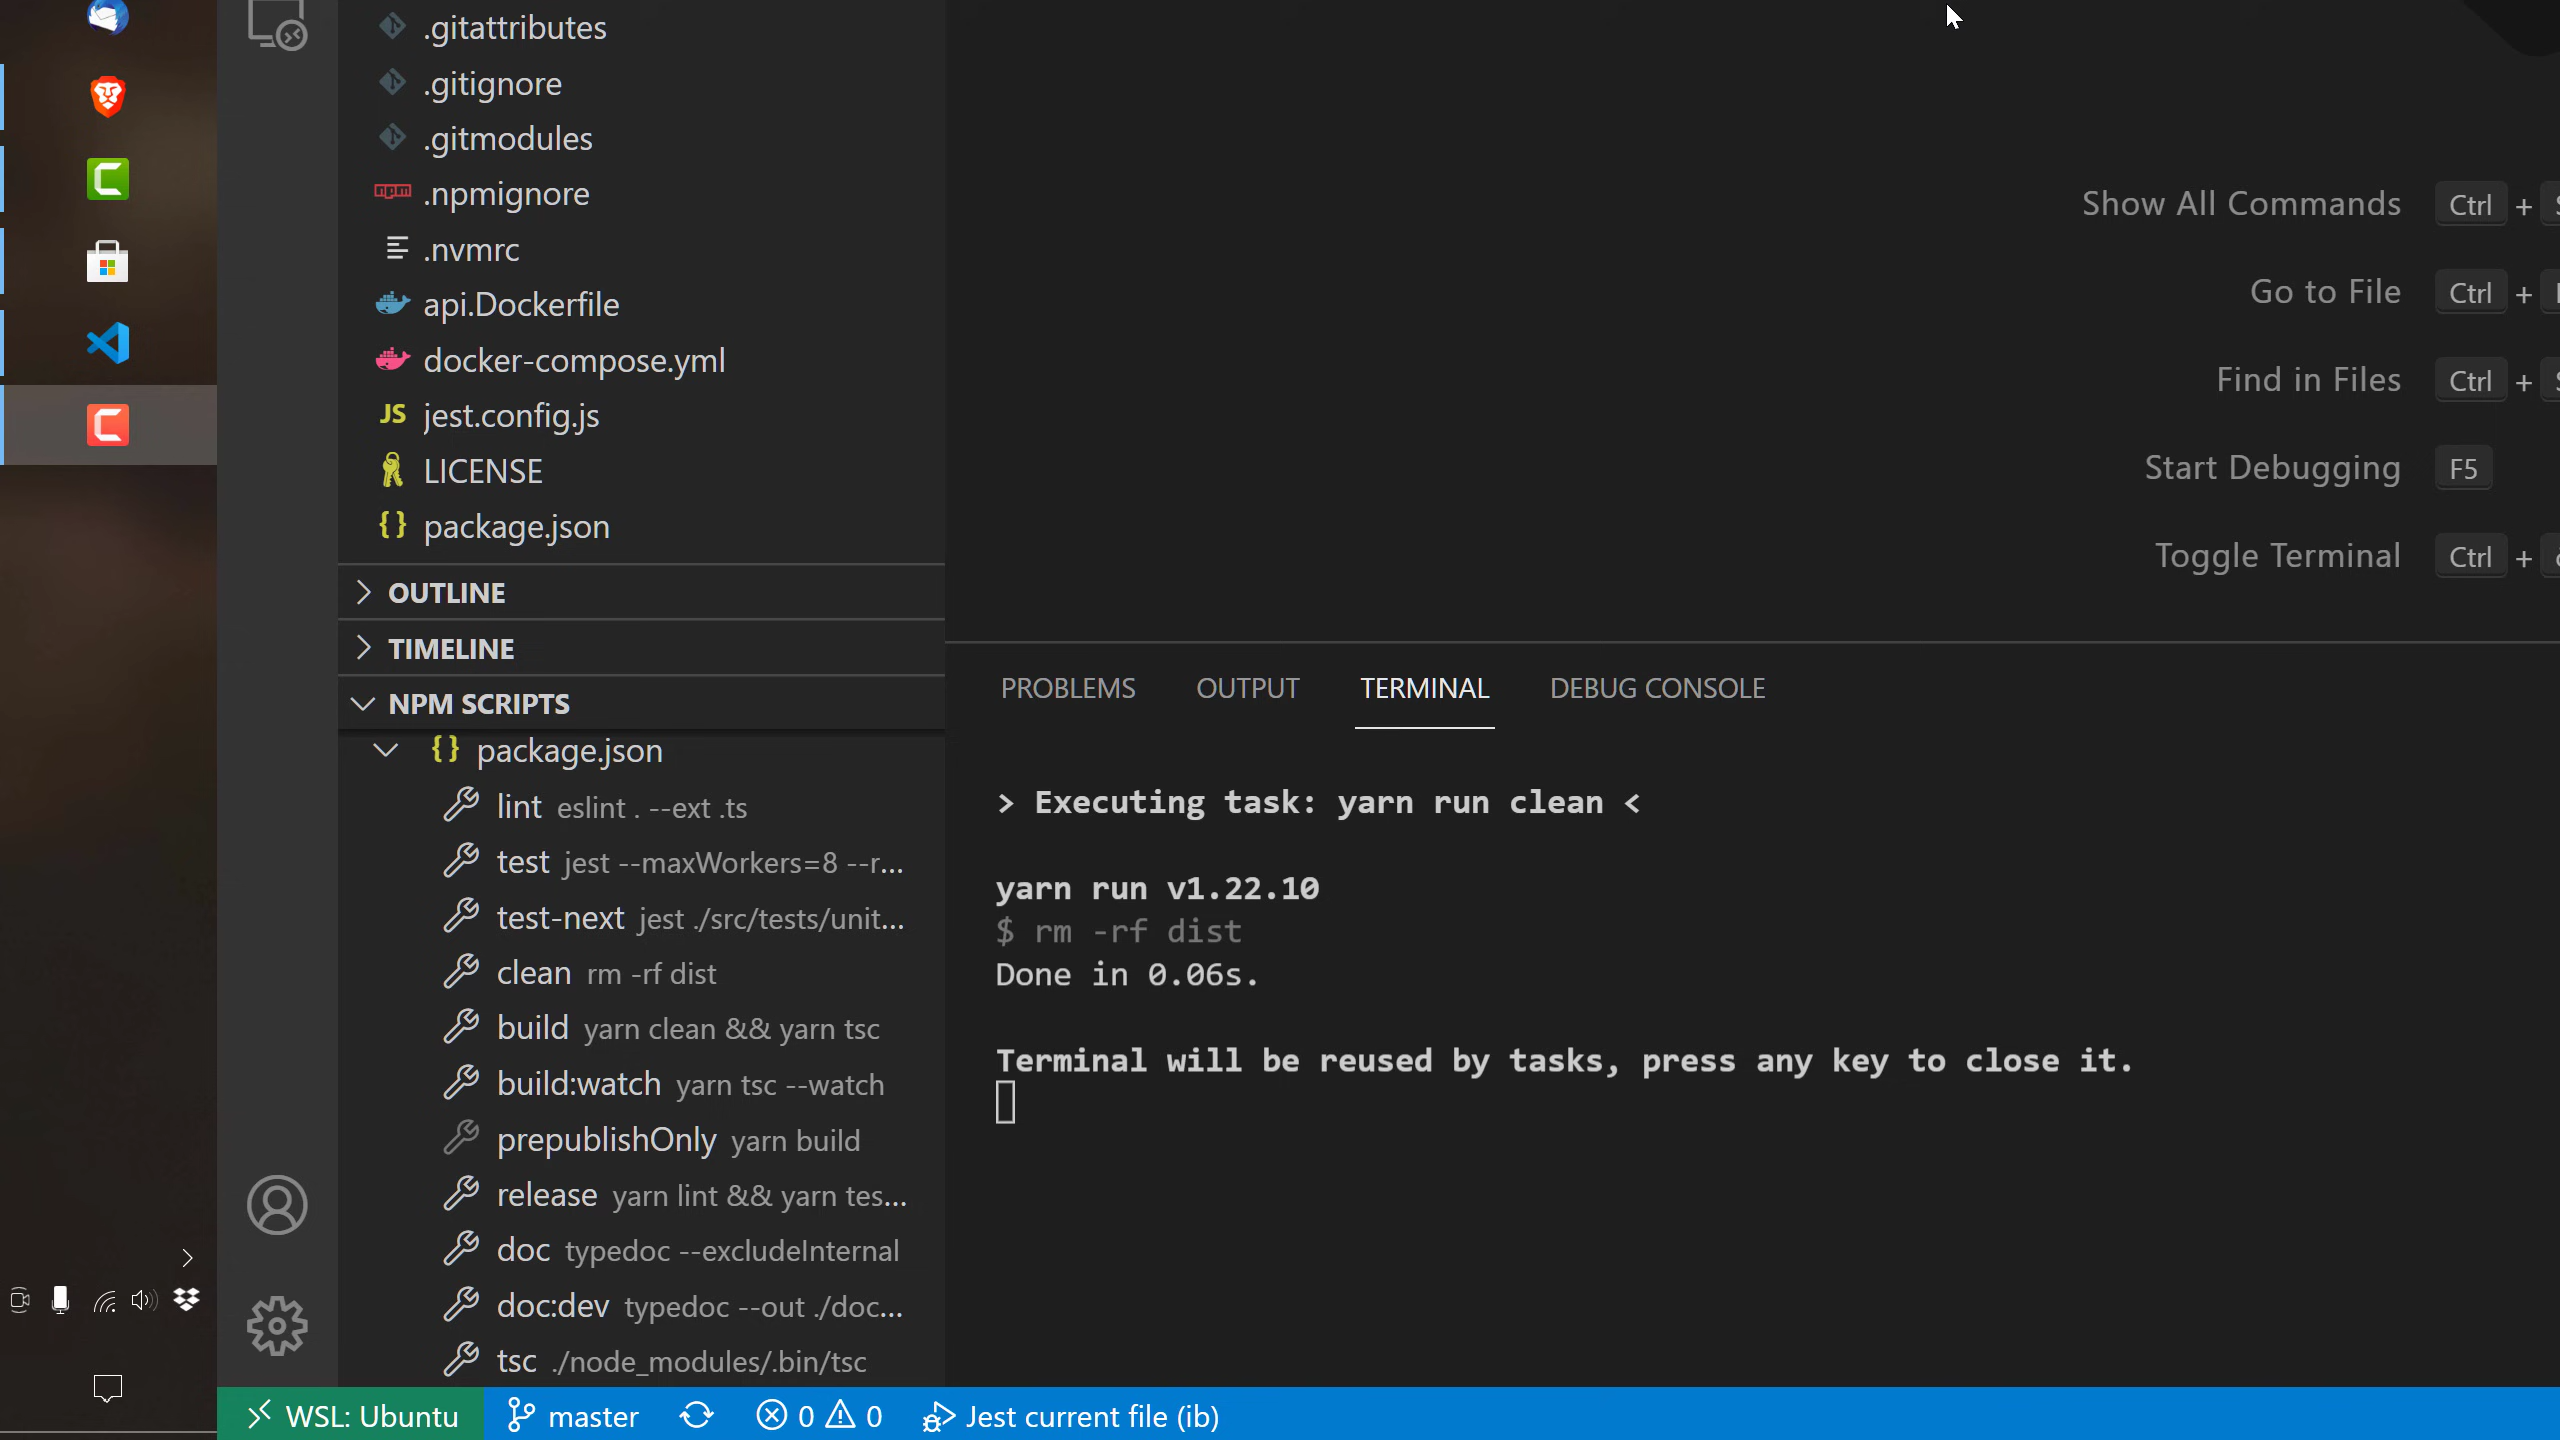 .gitattributes
.gitignore
.gitmodules
npm .npmignore
.nvmrc
api.Dockerfile
docker-compose.yml
JS jest.config.js
LICENSE
{} package.json
OUTLINE
TIMELINE
NPM SCRIPTS
{} package.json
lint eslint . --ext .ts
test jest --maxWorkers=8 --r...
test-next jest ./src/tests/unit...
clean rm -rf dist
build yarn clean && yarn tsc
build:watch yarn tsc --watch
prepublishOnly yarn build
release yarn lint && yarn tes...
doc typedoc --excludeInternal
doc:dev typedoc --out ./doc...
tsc ./node_modules/.bin/tsc
Show All Commands Ctrl +
Go to File Ctrl +
Find in Files Ctrl +
Start Debugging F5
Toggle Terminal Ctrl +
PROBLEMS OUTPUT TERMINAL DEBUG CONSOLE
> Executing task: yarn run clean <
yarn run v1.22.10
$ rm -rf dist
Done in 0.06s.
Terminal will be reused by tasks, press any key to close it.
WSL: Ubuntu master 0 0 Jest current file (ib)